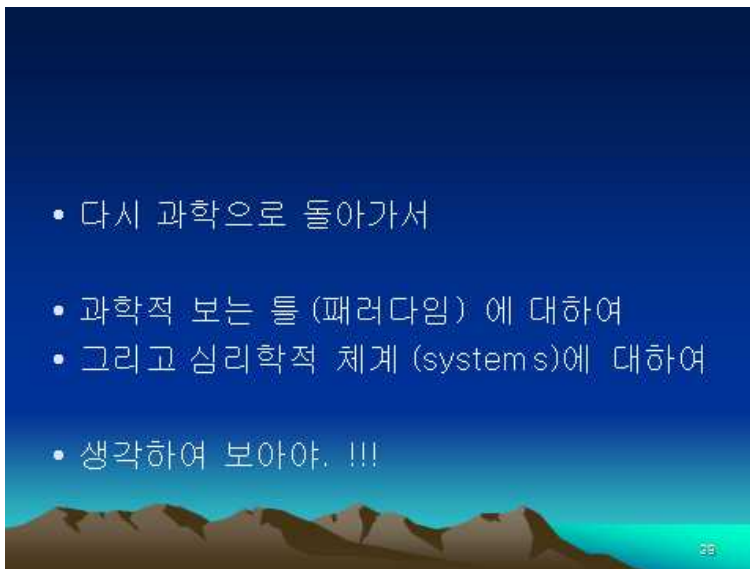 • 다시 과학으로 돌아가서
• 과학적 보는 틀 (패러다임) 에 대하여
• 그리고 심리학적 체계 (systems)에 대하여
• 생각하여 보아야. !!!
39